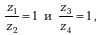 z₁/z₂ = 1 и z₃/z₄ = 1,